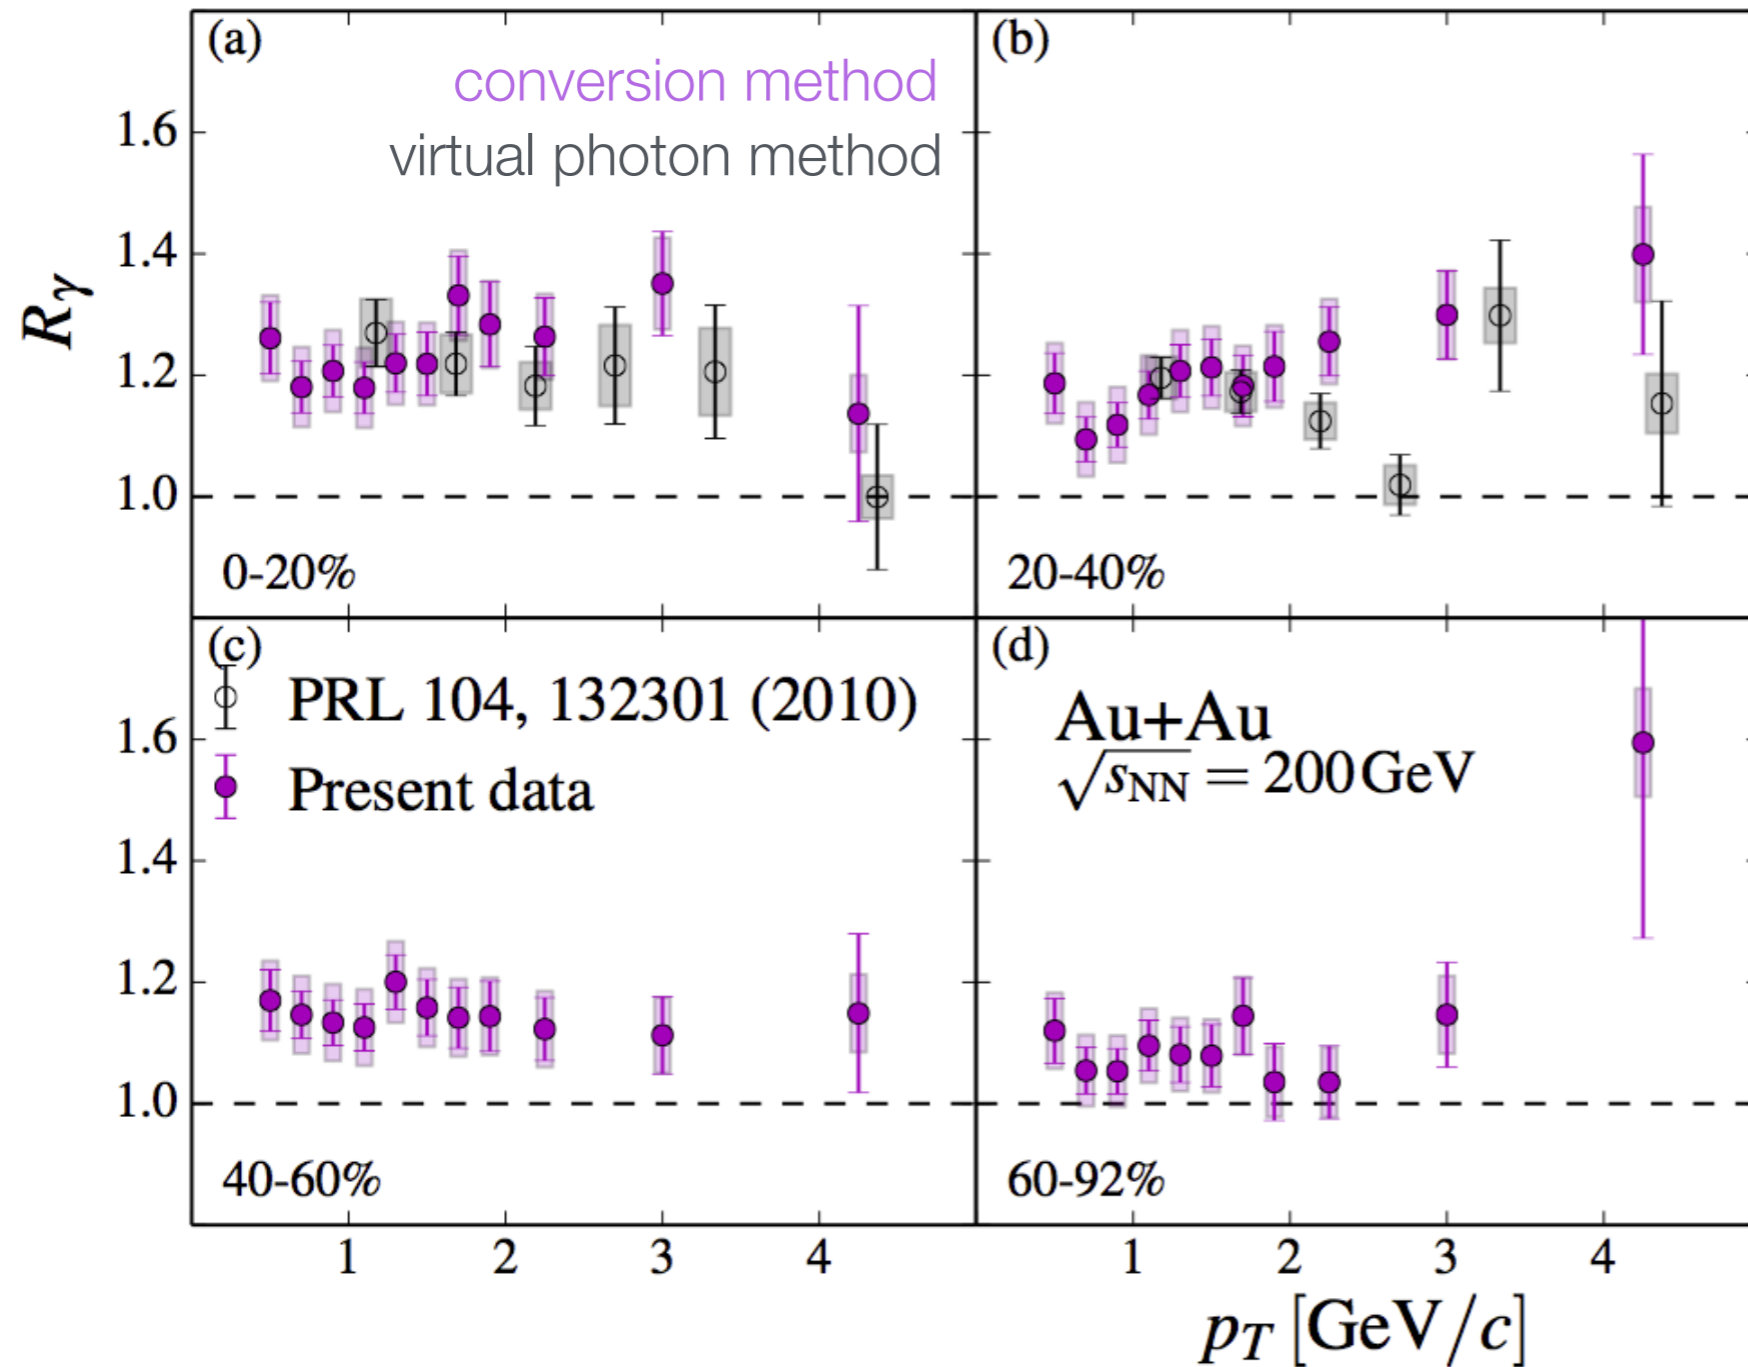 (a)
conversion method
virtual photon method
1.6
1.4
1.2
1.0
Rγ
0-20%
(b)
20-40%
(c)
PRL 104, 132301 (2010)
Present data
1.6
1.4
1.2
1.0
40-60%
(d)
Au+Au
√sNN = 200 GeV
60-92%
1 2 3 4
1 2 3 4
pT [GeV/c]